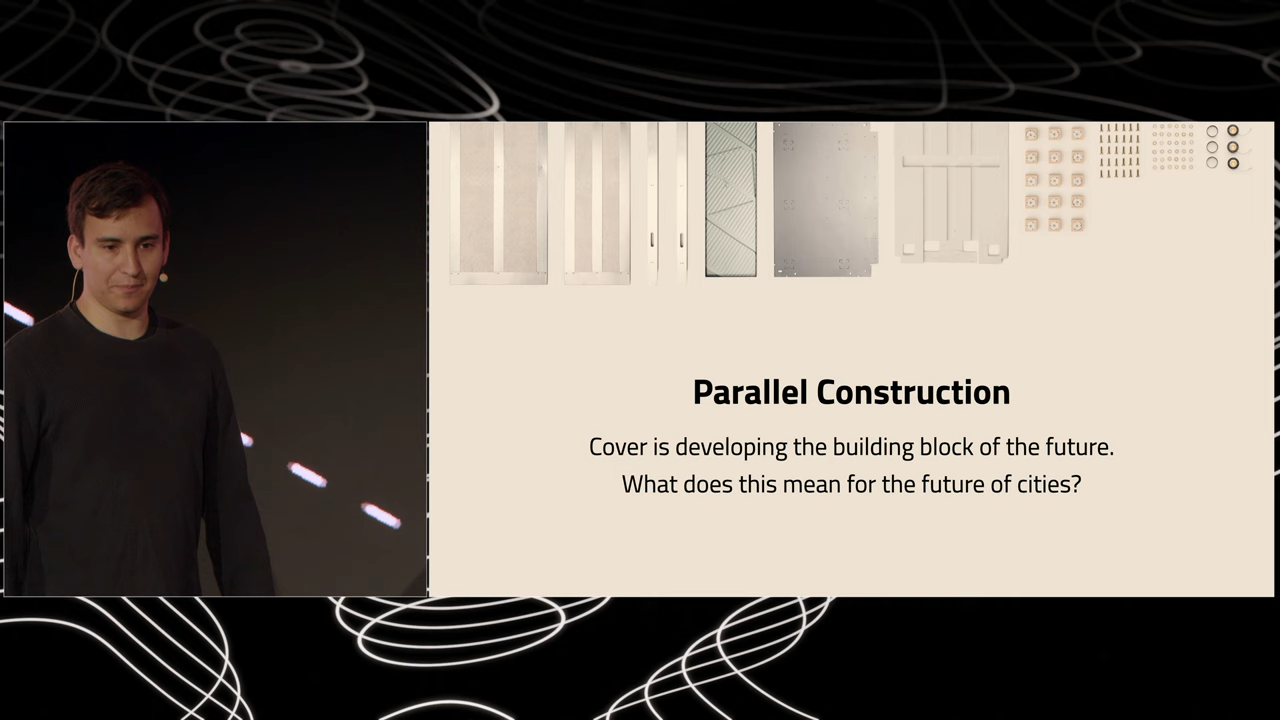 Parallel Construction
Cover is developing the building block of the future.
What does this mean for the future of cities?